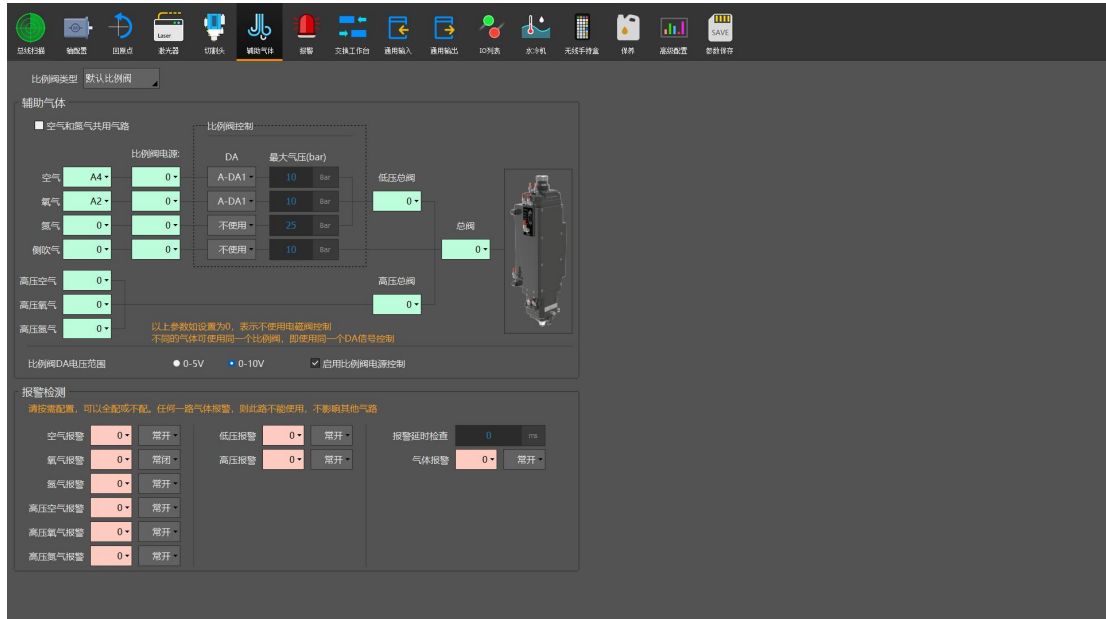 总线扫描 轴配置 回原点 激光器 切割头 辅助气体 报警 交换工作台 通用输入 通用输出 IO列表 水冷机 无线手持盒 保养 高级配置 参数保存
Laser
SAVE
比例阀类型 默认比例阀
辅助气体
空气和氮气共用气路 比例阀控制
比例阀电源: DA 最大气压(bar)
空气 A4 0 A-DA1 10 Bar 低压总阀
氧气 A2 0 A-DA1 10 Bar 0
氮气 0 0 不使用 25 Bar 总阀
侧吹气 0 0 不使用 10 Bar 0
高压空气 0 高压总阀
高压氧气 0 0
高压氮气 0 以上参数如设置为0，表示不使用电磁阀控制
不同的气体可使用同一个比例阀，即使用同一个DA信号控制
比例阀DA电压范围 0-5V 0-10V 启用比例阀电源控制
报警检测
请按需配置，可以全配或不配。任何一路气体报警，则此路不能使用，不影响其他气路
空气报警 0 常开 低压报警 0 常开 报警延时检查 0 ms
氧气报警 0 常闭 高压报警 0 常开 气体报警 0 常开
氮气报警 0 常开
高压空气报警 0 常开
高压氧气报警 0 常开
高压氮气报警 0 常开